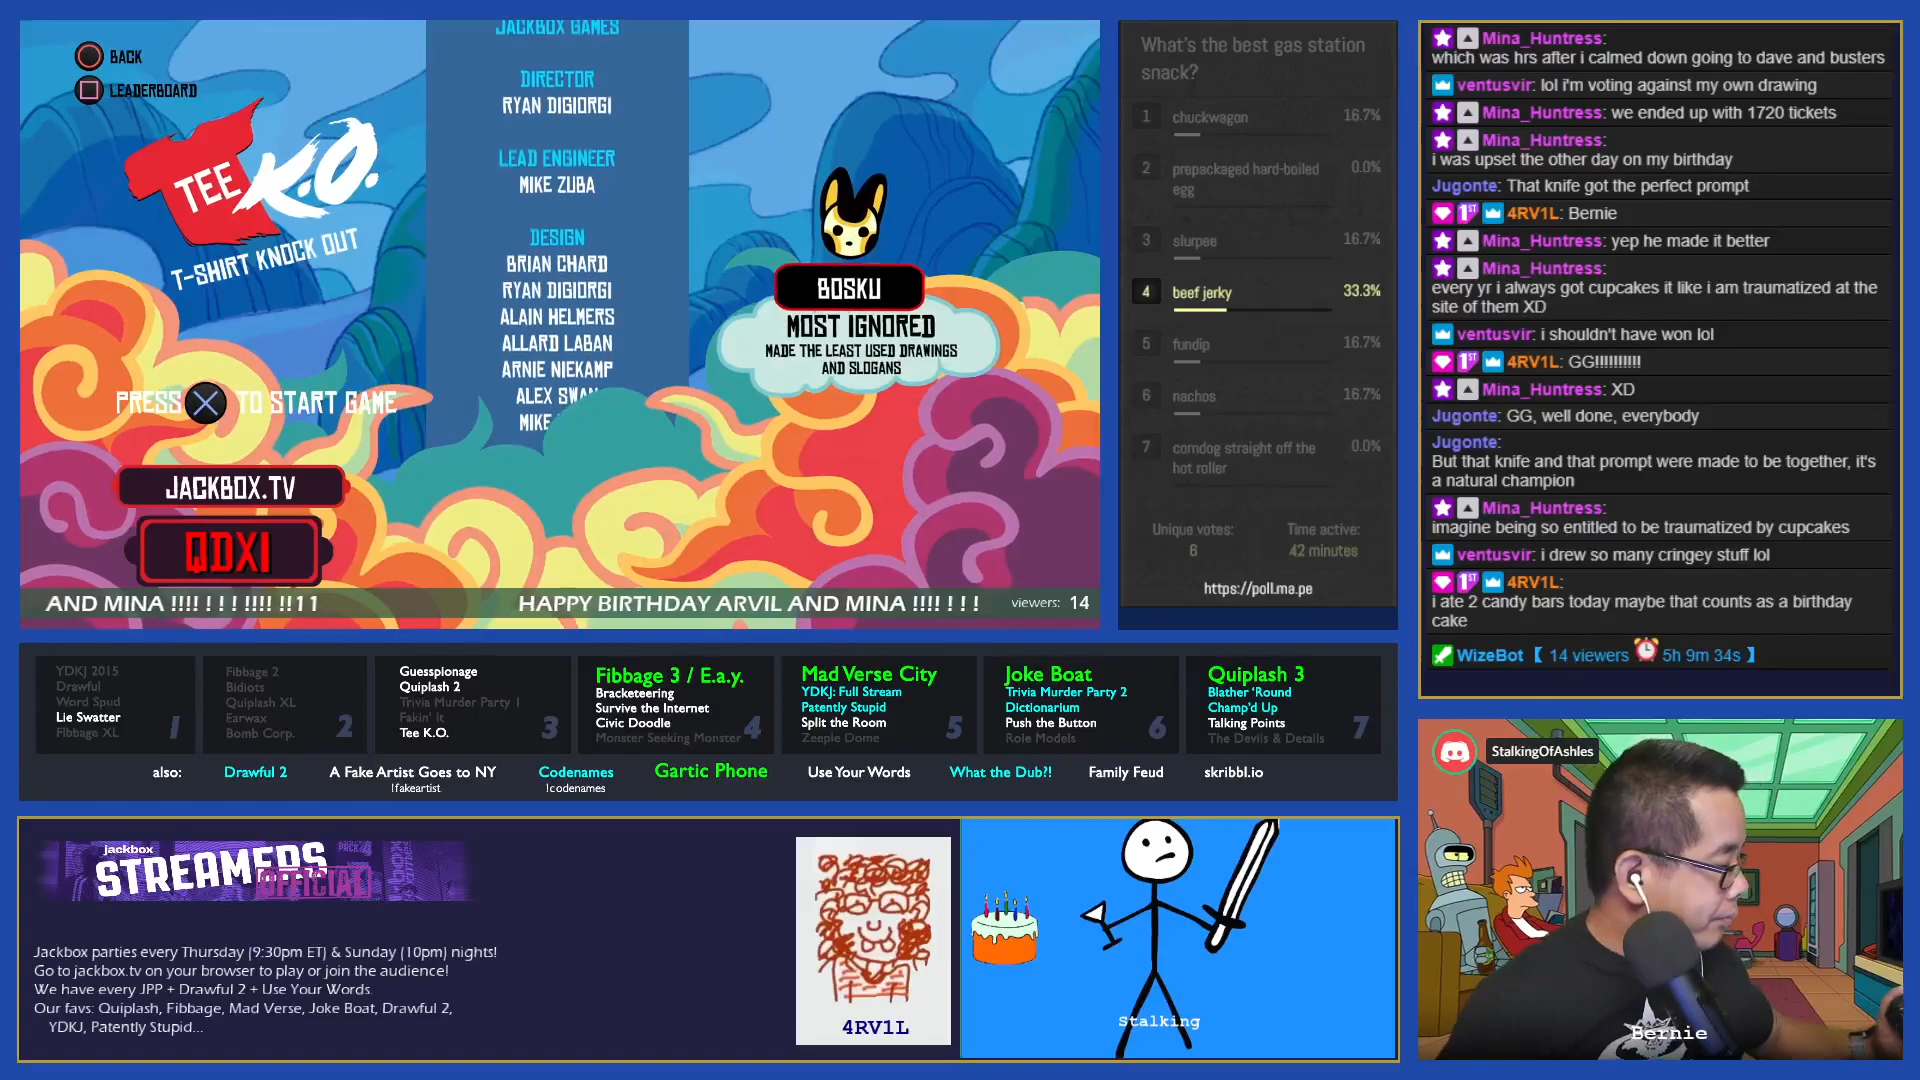 BACK
LEADERBOARD
TEE K.O.
T-SHIRT KNOCK OUT
PRESS TO START GAME
JACKBOX.TV
QDXI
JACKBOX GAMES
DIRECTOR
RYAN DIGIORGI
LEAD ENGINEER
MIKE ZUBA
DESIGN
BRIAN CHARD
RYAN DIGIORGI
ALAIN HELMERS
ALLARD LABAN
ARNIE NIEKAMP
ALEX SWAN
MIKE
BOSKU
MOST IGNORED
MADE THE LEAST USED DRAWINGS
AND SLOGANS
AND MINA !!!! ! ! ! !!!! !!11 HAPPY BIRTHDAY ARVIL AND MINA !!!! ! ! ! viewers: 14
What's the best gas station
snack?
1 chuckwagon 16.7%
2 prepackaged hard-boiled 0.0%
egg
3 slurpee 16.7%
4 beef jerky 33.3%
5 fundip 16.7%
6 nachos 16.7%
7 corndog straight off the 0.0%
hot roller
Unique votes: Time active:
6 42 minutes
https://poll.ma.pe
Mina_Huntress:
which was hrs after i calmed down going to dave and busters
ventusvir: lol i'm voting against my own drawing
Mina_Huntress: we ended up with 1720 tickets
Mina_Huntress:
i was upset the other day on my birthday
Jugonte: That knife got the perfect prompt
1ST 4RV1L: Bernie
Mina_Huntress: yep he made it better
Mina_Huntress:
every yr i always got cupcakes it like i am traumatized at the
site of them XD
ventusvir: i shouldn't have won lol
1ST 4RV1L: GG!!!!!!!!!!
Mina_Huntress: XD
Jugonte: GG, well done, everybody
Jugonte:
But that knife and that prompt were made to be together, it's
a natural champion
Mina_Huntress:
imagine being so entitled to be traumatized by cupcakes
ventusvir: i drew so many cringey stuff lol
1ST 4RV1L:
i ate 2 candy bars today maybe that counts as a birthday
cake
WizeBot 【 14 viewers 5h 9m 34s 】
YDKJ 2015
Drawful
Word Spud
Lie Swatter
Fibbage XL
1
Fibbage 2
Bidiots
Quiplash XL
Earwax
Bomb Corp.
2
Guesspionage
Quiplash 2
Trivia Murder Party 1
Fakin' It
Tee K.O.
3
Fibbage 3 / E.a.y.
Bracketeering
Survive the Internet
Civic Doodle
Monster Seeking Monster
4
Mad Verse City
YDKJ: Full Stream
Patently Stupid
Split the Room
Zeeple Dome
5
Joke Boat
Trivia Murder Party 2
Dictionarium
Push the Button
Role Models
6
Quiplash 3
Blather 'Round
Champ'd Up
Talking Points
The Devils & Details
7
also: Drawful 2 A Fake Artist Goes to NY Codenames Gartic Phone Use Your Words What the Dub?! Family Feud skribbl.io
!fakeartist !codenames
jackbox
STREAMERS
OFFICIAL
Jackbox parties every Thursday (9:30pm ET) & Sunday (10pm) nights!
Go to jackbox.tv on your browser to play or join the audience!
We have every JPP + Drawful 2 + Use Your Words.
Our favs: Quiplash, Fibbage, Mad Verse, Joke Boat, Drawful 2,
YDKJ, Patently Stupid...
4RV1L
Stalking
StalkingOfAshles
Bernie